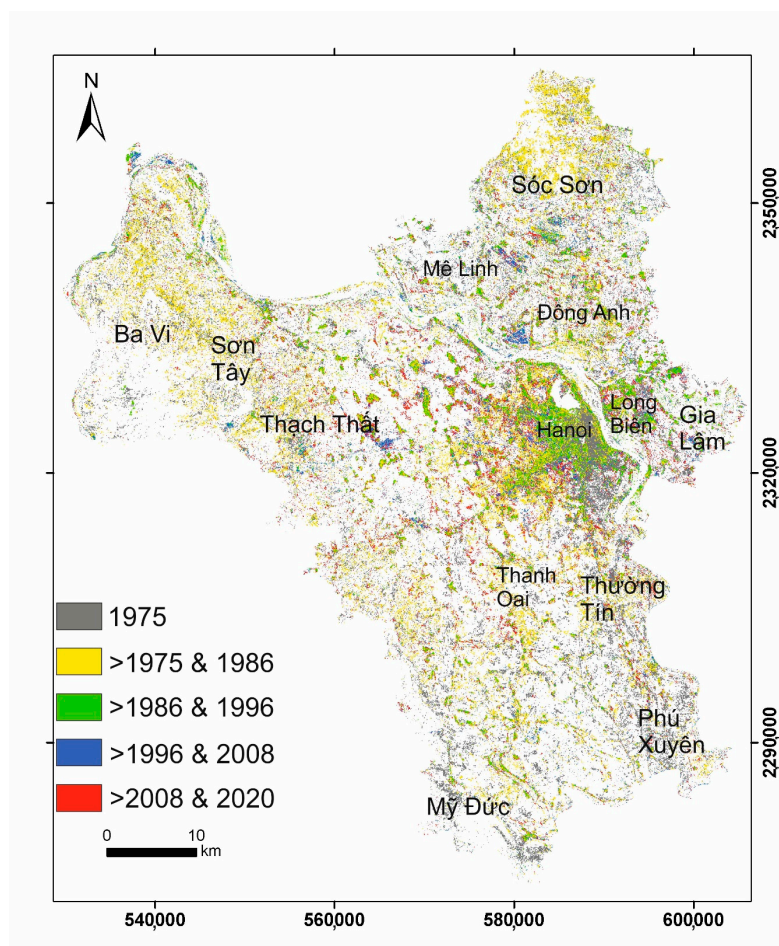 N
Sóc Sơn
2,350,000
Mê Linh
Đông Anh
Ba Vi
Sơn
Tây
Long
Biên
Gia
Lâm
Thạch Thất
Hanoi
2,320,000
Thanh
Oai
Thường
Tín
1975
>1975 & 1986
>1986 & 1996
>1996 & 2008
>2008 & 2020
Phú
Xuyên
2,290,000
Mỹ Đức
0 10
km
540,000 560,000 580,000 600,000